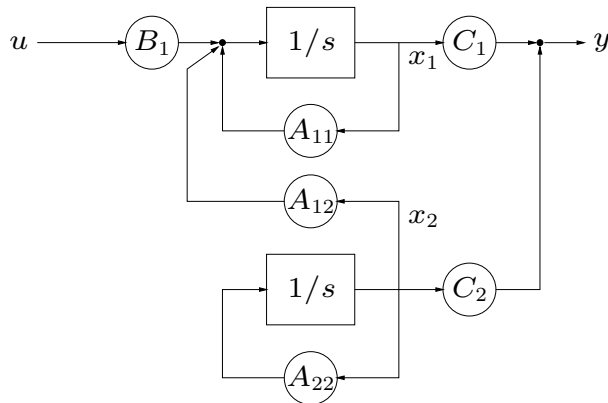 u B₁ 1/s x₁ C₁ y
A₁₁
A₁₂
x₂
1/s C₂
A₂₂